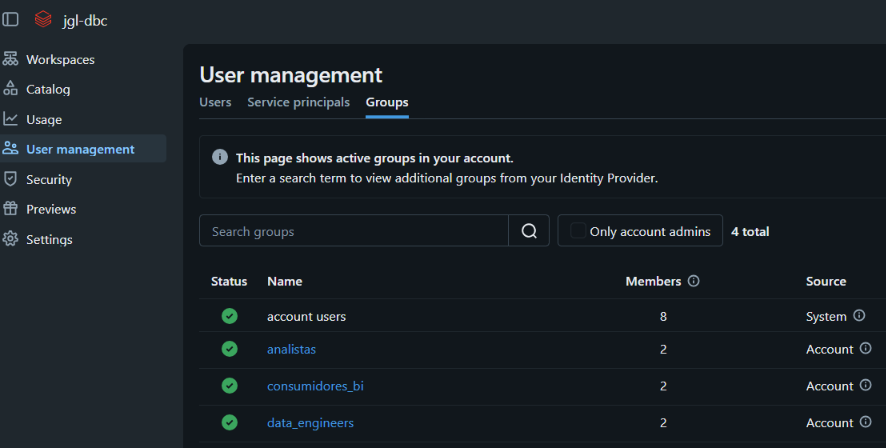 jgl-dbc
Workspaces
Catalog
Usage
User management
Security
Previews
Settings
User management
Users Service principals Groups
This page shows active groups in your account.
Enter a search term to view additional groups from your Identity Provider.
Search groups Only account admins 4 total
Status Name Members Source
account users 8 System
analistas 2 Account
consumidores_bi 2 Account
data_engineers 2 Account